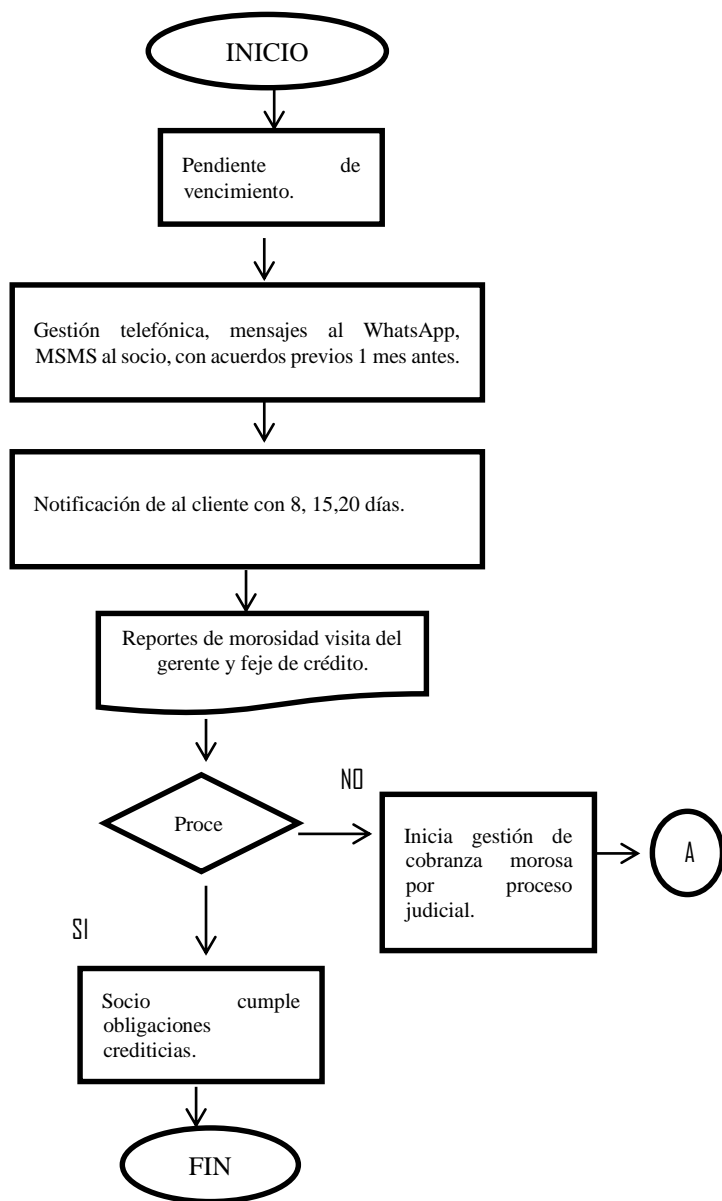 INICIO
Pendiente de
vencimiento.
Gestión telefónica, mensajes al WhatsApp,
MSMS al socio, con acuerdos previos 1 mes antes.
Notificación de al cliente con 8, 15,20 días.
Reportes de morosidad visita del
gerente y feje de crédito.
Proce
NO
Inicia gestión de
cobranza morosa
por proceso
judicial.
A
SI
Socio cumple
obligaciones
crediticias.
FIN